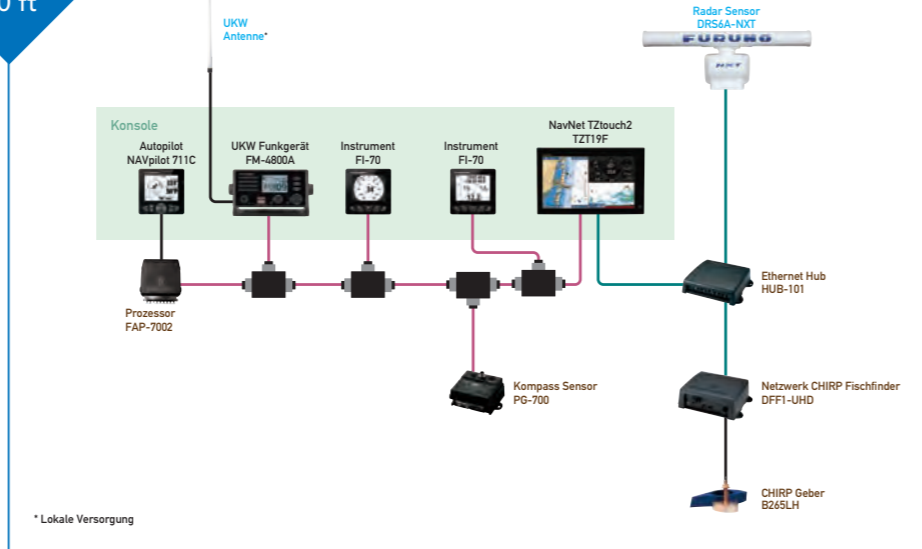 0 ft
UKW
Antenne*
Radar Sensor
DRS6A-NXT
FURUNO
NXT
Konsole
Autopilot
NAVpilot 711C
UKW Funkgerät
FM-4800A
Instrument
FI-70
Instrument
FI-70
NavNet TZtouch2
TZT19F
Ethernet Hub
HUB-101
Prozessor
FAP-7002
Kompass Sensor
PG-700
Netzwerk CHIRP Fischfinder
DFF1-UHD
CHIRP Geber
B265LH
* Lokale Versorgung